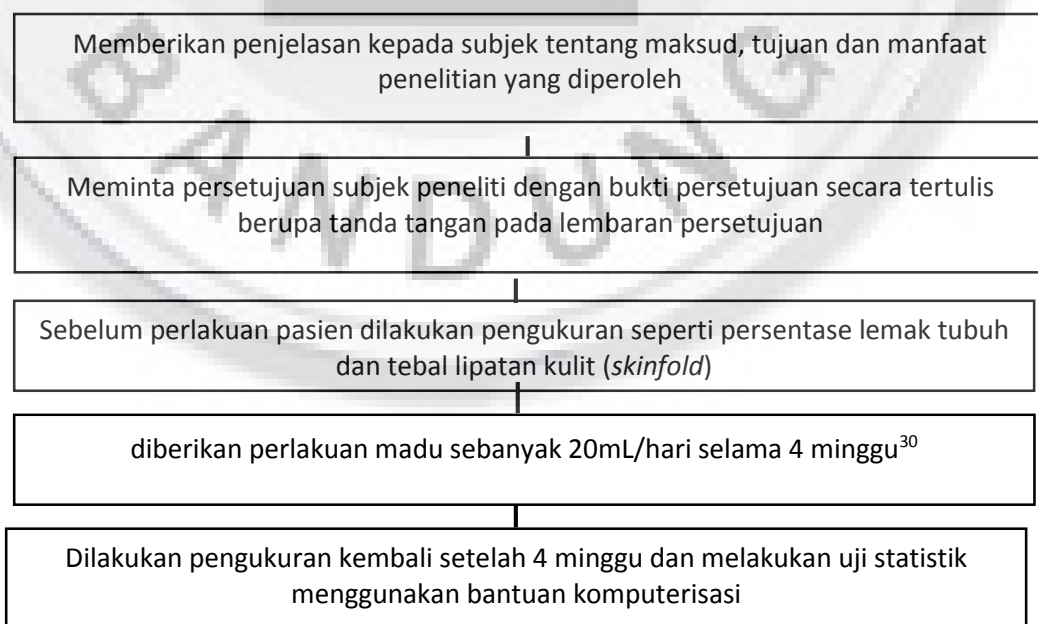 Memberikan penjelasan kepada subjek tentang maksud, tujuan dan manfaat
penelitian yang diperoleh
Meminta persetujuan subjek peneliti dengan bukti persetujuan secara tertulis
berupa tanda tangan pada lembaran persetujuan
Sebelum perlakuan pasien dilakukan pengukuran seperti persentase lemak tubuh
dan tebal lipatan kulit (skinfold)
diberikan perlakuan madu sebanyak 20mL/hari selama 4 minggu³⁰
Dilakukan pengukuran kembali setelah 4 minggu dan melakukan uji statistik
menggunakan bantuan komputerisasi
BANDUNG